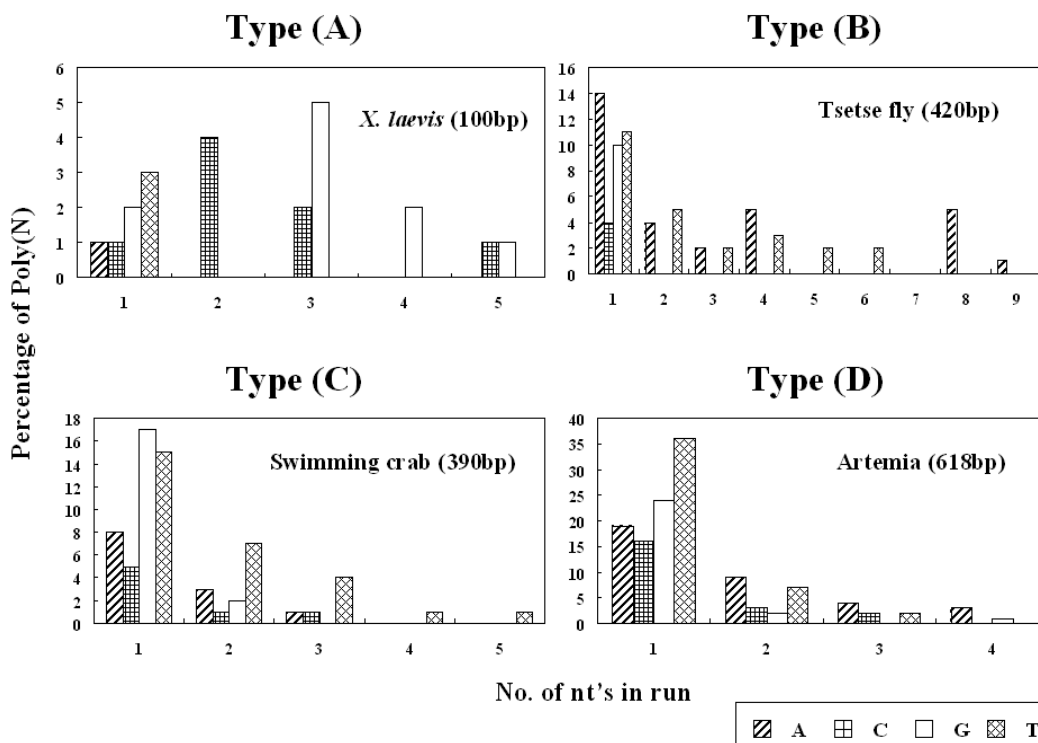 Type (A)
6
5
4
3
2
1
0
X. laevis (100bp)
1 2 3 4 5
Type (B)
16
14
12
10
8
6
4
2
0
Tsetse fly (420bp)
1 2 3 4 5 6 7 8 9
Percentage of Poly(N)
Type (C)
18
16
14
12
10
8
6
4
2
0
Swimming crab (390bp)
1 2 3 4 5
Type (D)
40
35
30
25
20
15
10
5
0
Artemia (618bp)
1 2 3 4
No. of nt's in run
A C G T